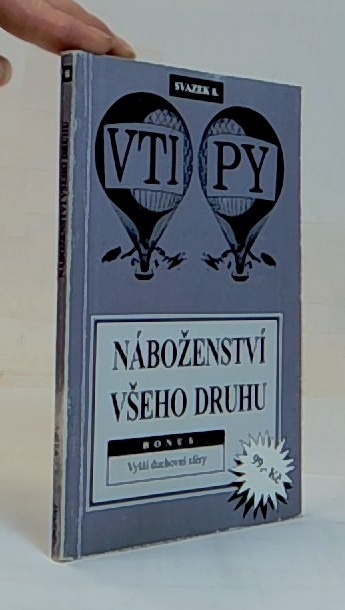 SVAZEK 8.
VTI PY
NÁBOŽENSTVÍ
VŠEHO DRUHU
BONUS
Vyšší duchovní sféry
99,- Kč